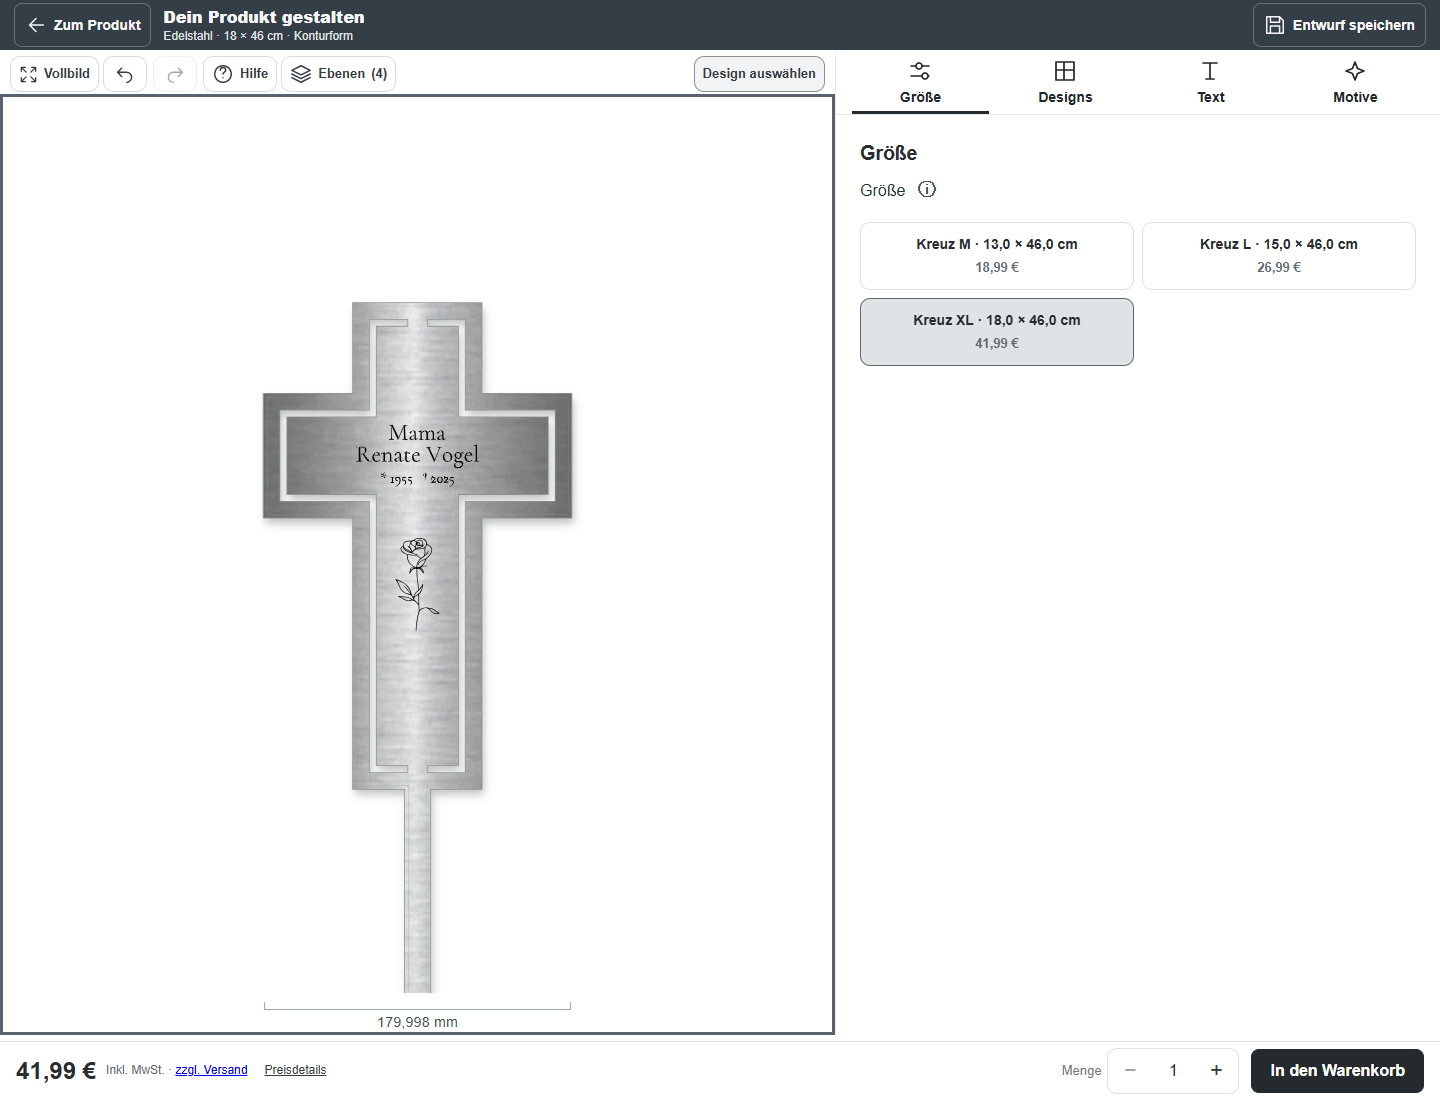 Zum Produkt
Dein Produkt gestalten
Edelstahl · 18 × 46 cm · Konturform
Entwurf speichern
Vollbild
Hilfe
Ebenen (4)
Design auswählen
Größe
Designs
Text
Motive
Größe
Größe
Kreuz M · 13,0 × 46,0 cm
18,99 €
Kreuz L · 15,0 × 46,0 cm
26,99 €
Kreuz XL · 18,0 × 46,0 cm
41,99 €
Mama
Renate Vogel
* 1955 † 2025
179,998 mm
41,99 € Inkl. MwSt. · zzgl. Versand Preisdetails
Menge − 1 +
In den Warenkorb